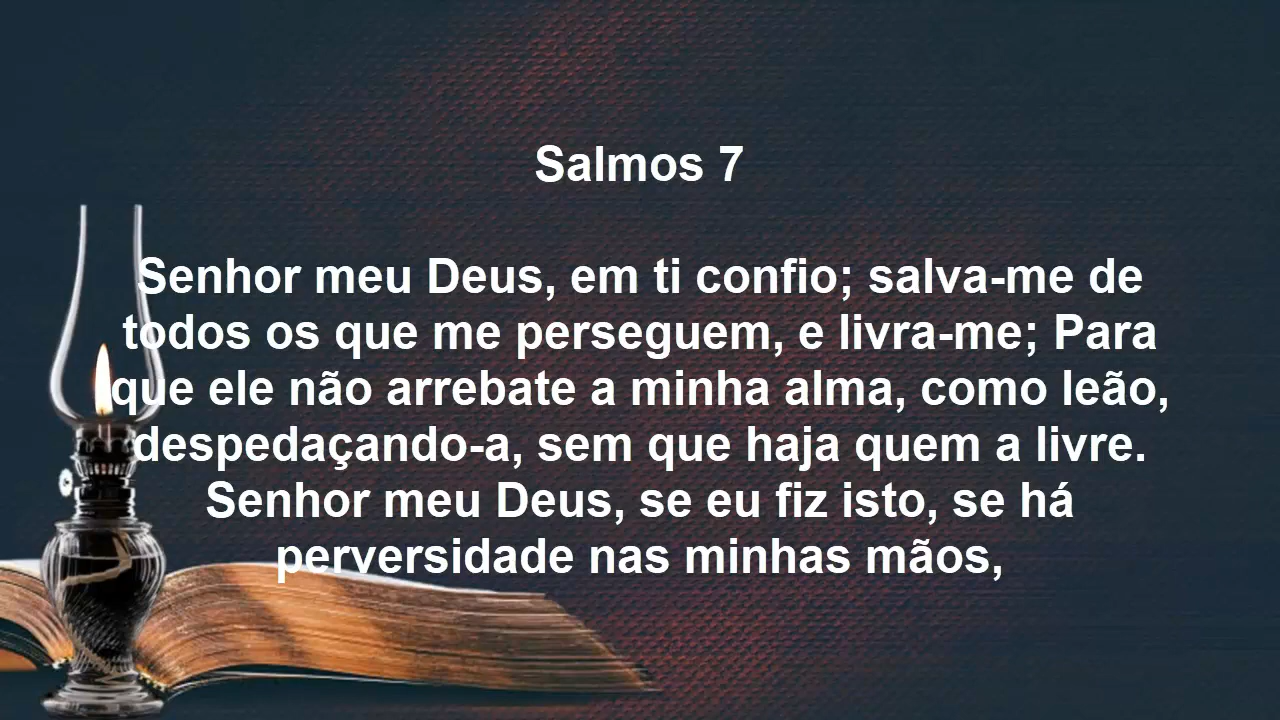 Salmos 7
Senhor meu Deus, em ti confio; salva-me de
todos os que me perseguem, e livra-me; Para
que ele não arrebate a minha alma, como leão,
despedaçando-a, sem que haja quem a livre.
Senhor meu Deus, se eu fiz isto, se há
perversidade nas minhas mãos,